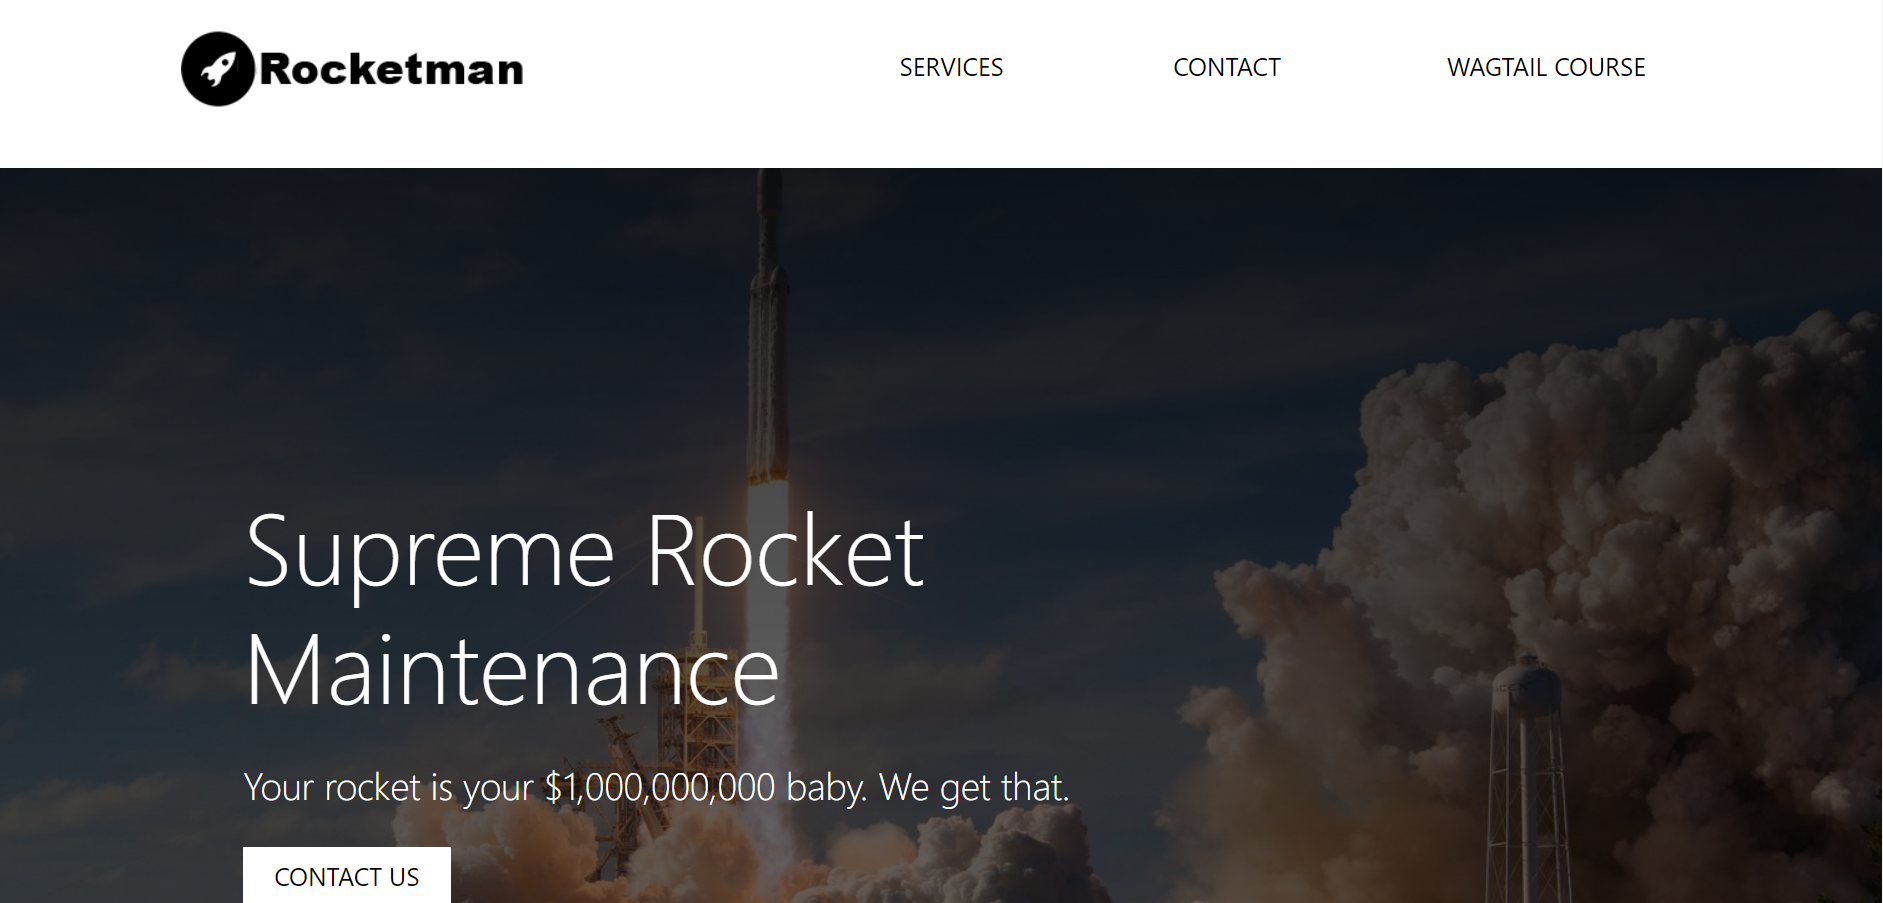 Rocketman
SERVICES
CONTACT
WAGTAIL COURSE
Supreme Rocket
Maintenance
Your rocket is your $1,000,000,000 baby. We get that.
CONTACT US